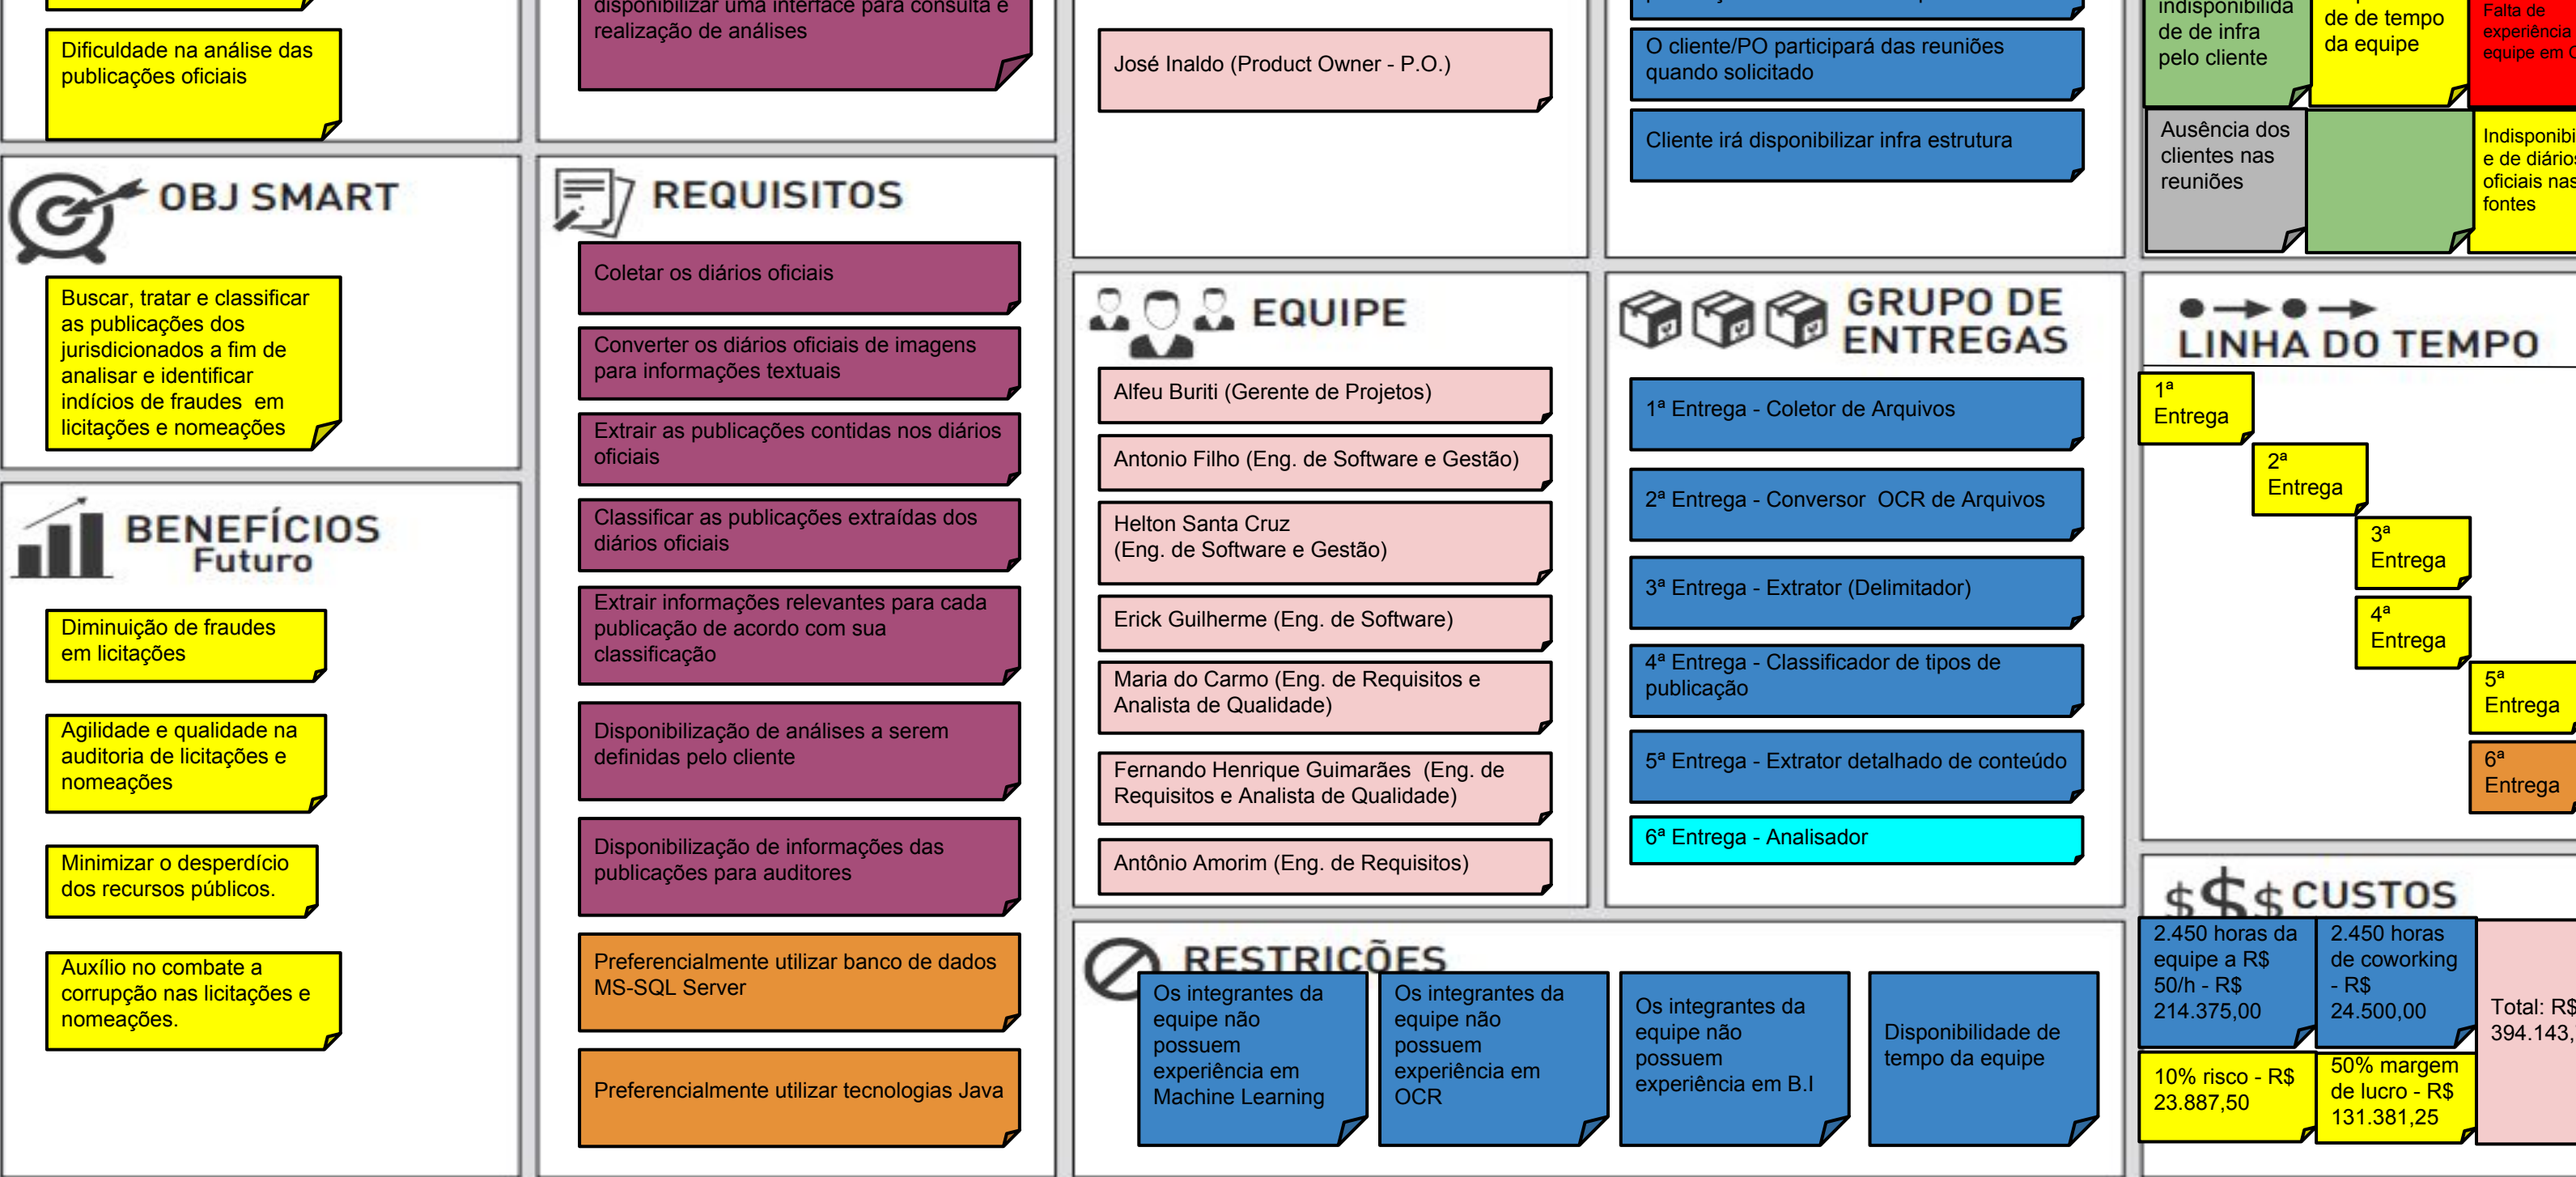 Dificuldade na análise das
publicações oficiais
OBJ SMART
Buscar, tratar e classificar
as publicações dos
jurisdicionados a fim de
analisar e identificar
indícios de fraudes em
licitações e nomeações
BENEFÍCIOS
Futuro
Diminuição de fraudes
em licitações
Agilidade e qualidade na
auditoria de licitações e
nomeações
Minimizar o desperdício
dos recursos públicos.
Auxílio no combate a
corrupção nas licitações e
nomeações.
disponibilizar uma interface para consulta e
realização de análises
REQUISITOS
Coletar os diários oficiais
Converter os diários oficiais de imagens
para informações textuais
Extrair as publicações contidas nos diários
oficiais
Classificar as publicações extraídas dos
diários oficiais
Extrair informações relevantes para cada
publicação de acordo com sua
classificação
Disponibilização de análises a serem
definidas pelo cliente
Disponibilização de informações das
publicações para auditores
Preferencialmente utilizar banco de dados
MS-SQL Server
Preferencialmente utilizar tecnologias Java
José Inaldo (Product Owner - P.O.)
EQUIPE
Alfeu Buriti (Gerente de Projetos)
Antonio Filho (Eng. de Software e Gestão)
Helton Santa Cruz
(Eng. de Software e Gestão)
Erick Guilherme (Eng. de Software)
Maria do Carmo (Eng. de Requisitos e
Analista de Qualidade)
Fernando Henrique Guimarães (Eng. de
Requisitos e Analista de Qualidade)
Antônio Amorim (Eng. de Requisitos)
O cliente/PO participará das reuniões
quando solicitado
Cliente irá disponibilizar infra estrutura
GRUPO DE
ENTREGAS
1ª Entrega - Coletor de Arquivos
2ª Entrega - Conversor OCR de Arquivos
3ª Entrega - Extrator (Delimitador)
4ª Entrega - Classificador de tipos de
publicação
5ª Entrega - Extrator detalhado de conteúdo
6ª Entrega - Analisador
RESTRIÇÕES
Os integrantes da
equipe não
possuem
experiência em
Machine Learning
Os integrantes da
equipe não
possuem
experiência em
OCR
Os integrantes da
equipe não
possuem
experiência em B.I
Disponibilidade de
tempo da equipe
indisponibilida
de de infra
pelo cliente
de de tempo
da equipe
Falta de
experiência
equipe em
Ausência dos
clientes nas
reuniões
Indisponibi
e de diários
oficiais nas
fontes
LINHA DO TEMPO
1ª
Entrega
2ª
Entrega
3ª
Entrega
4ª
Entrega
5ª
Entrega
6ª
Entrega
$ $ $ CUSTOS
2.450 horas da
equipe a R$
50/h - R$
214.375,00
2.450 horas
de coworking
- R$
24.500,00
10% risco - R$
23.887,50
50% margem
de lucro - R$
131.381,25
Total: R$
394.143,